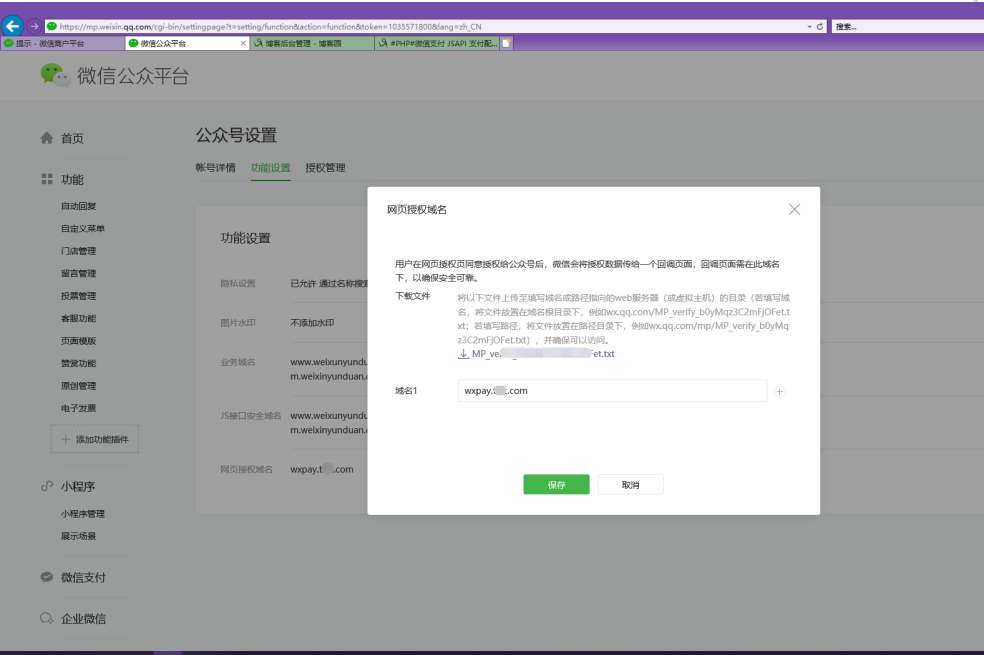 https://mp.weixin.qq.com/cgi-bin/settingpage?t=setting/function&action=function&token=1035571800&lang=zh_CN
搜索...
提示 - 微信商户平台
微信公众平台
博客后台管理 - 博客园
#PHP#微信支付 JSAPI 支付配...
微信公众平台
首页
功能
自动回复
自定义菜单
门店管理
留言管理
投票管理
客服功能
页面模版
赞赏功能
原创管理
电子发票
添加功能插件
小程序
小程序管理
展示场景
微信支付
企业微信
公众号设置
帐号详情 功能设置 授权管理
功能设置
隐私设置 已允许 通过名称搜索
图片水印 不添加水印
业务域名 www.weixunyundu
m.weixinyunduan.
JS接口安全域名 www.weixunyundu
m.weixinyunduan.
网页授权域名 wxpay.t .com
网页授权域名
用户在网页授权页同意授权给公众号后，微信会将授权数据传给一个回调页面，回调页面需在此域名
下，以确保安全可靠。
下载文件
将以下文件上传至填写域名或路径指向的web服务器（或虚拟主机）的目录（若填写域
名，将文件放置在域名根目录下，例如wx.qq.com/MP_verify_b0yMqz3C2mFjOFet.t
xt；若填写路径，将文件放置在路径目录下，例如wx.qq.com/mp/MP_verify_b0yMq
z3C2mFjOFet.txt），并确保可以访问。
MP_ve Fet.txt
域名1
wxpay. .com
保存 取消